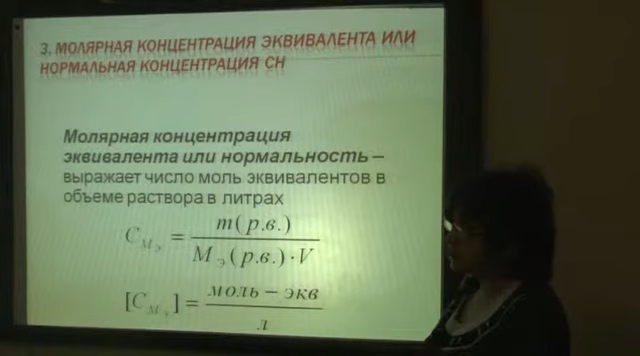 3. МОЛЯРНАЯ КОНЦЕНТРАЦИЯ ЭКВИВАЛЕНТА ИЛИ
НОРМАЛЬНАЯ КОНЦЕНТРАЦИЯ СН
Молярная концентрация
эквивалента или нормальность –
выражает число моль эквивалентов в
объеме раствора в литрах
C_{Mэ} = m(р.в.) / Mэ(р.в.)·V
[C_{Mэ}] = моль – экв / л